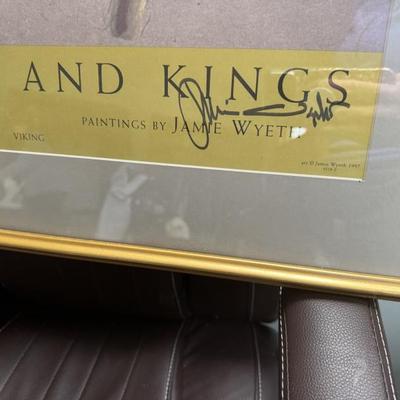 AND KINGS
PAINTINGS BY JAMIE WYETH
VIKING
art © Jamie Wyeth 1997